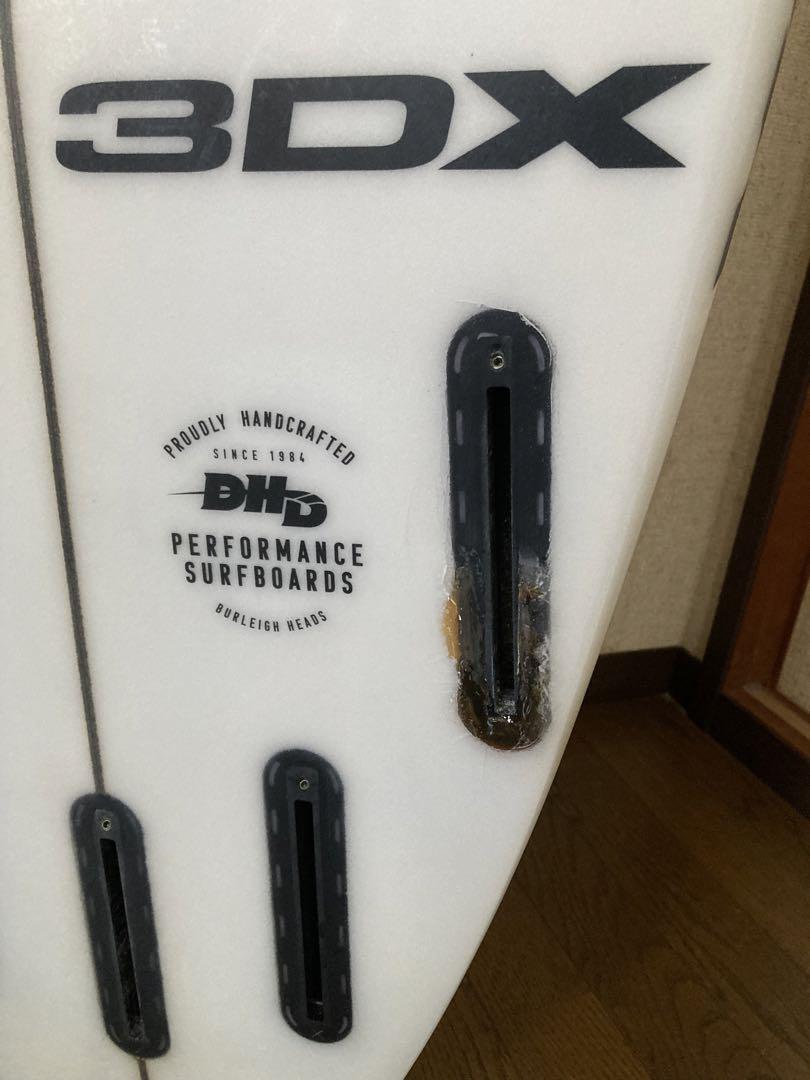 3DX
PROUDLY HANDCRAFTED
SINCE 1984
DHD
PERFORMANCE
SURFBOARDS
BURLEIGH HEADS